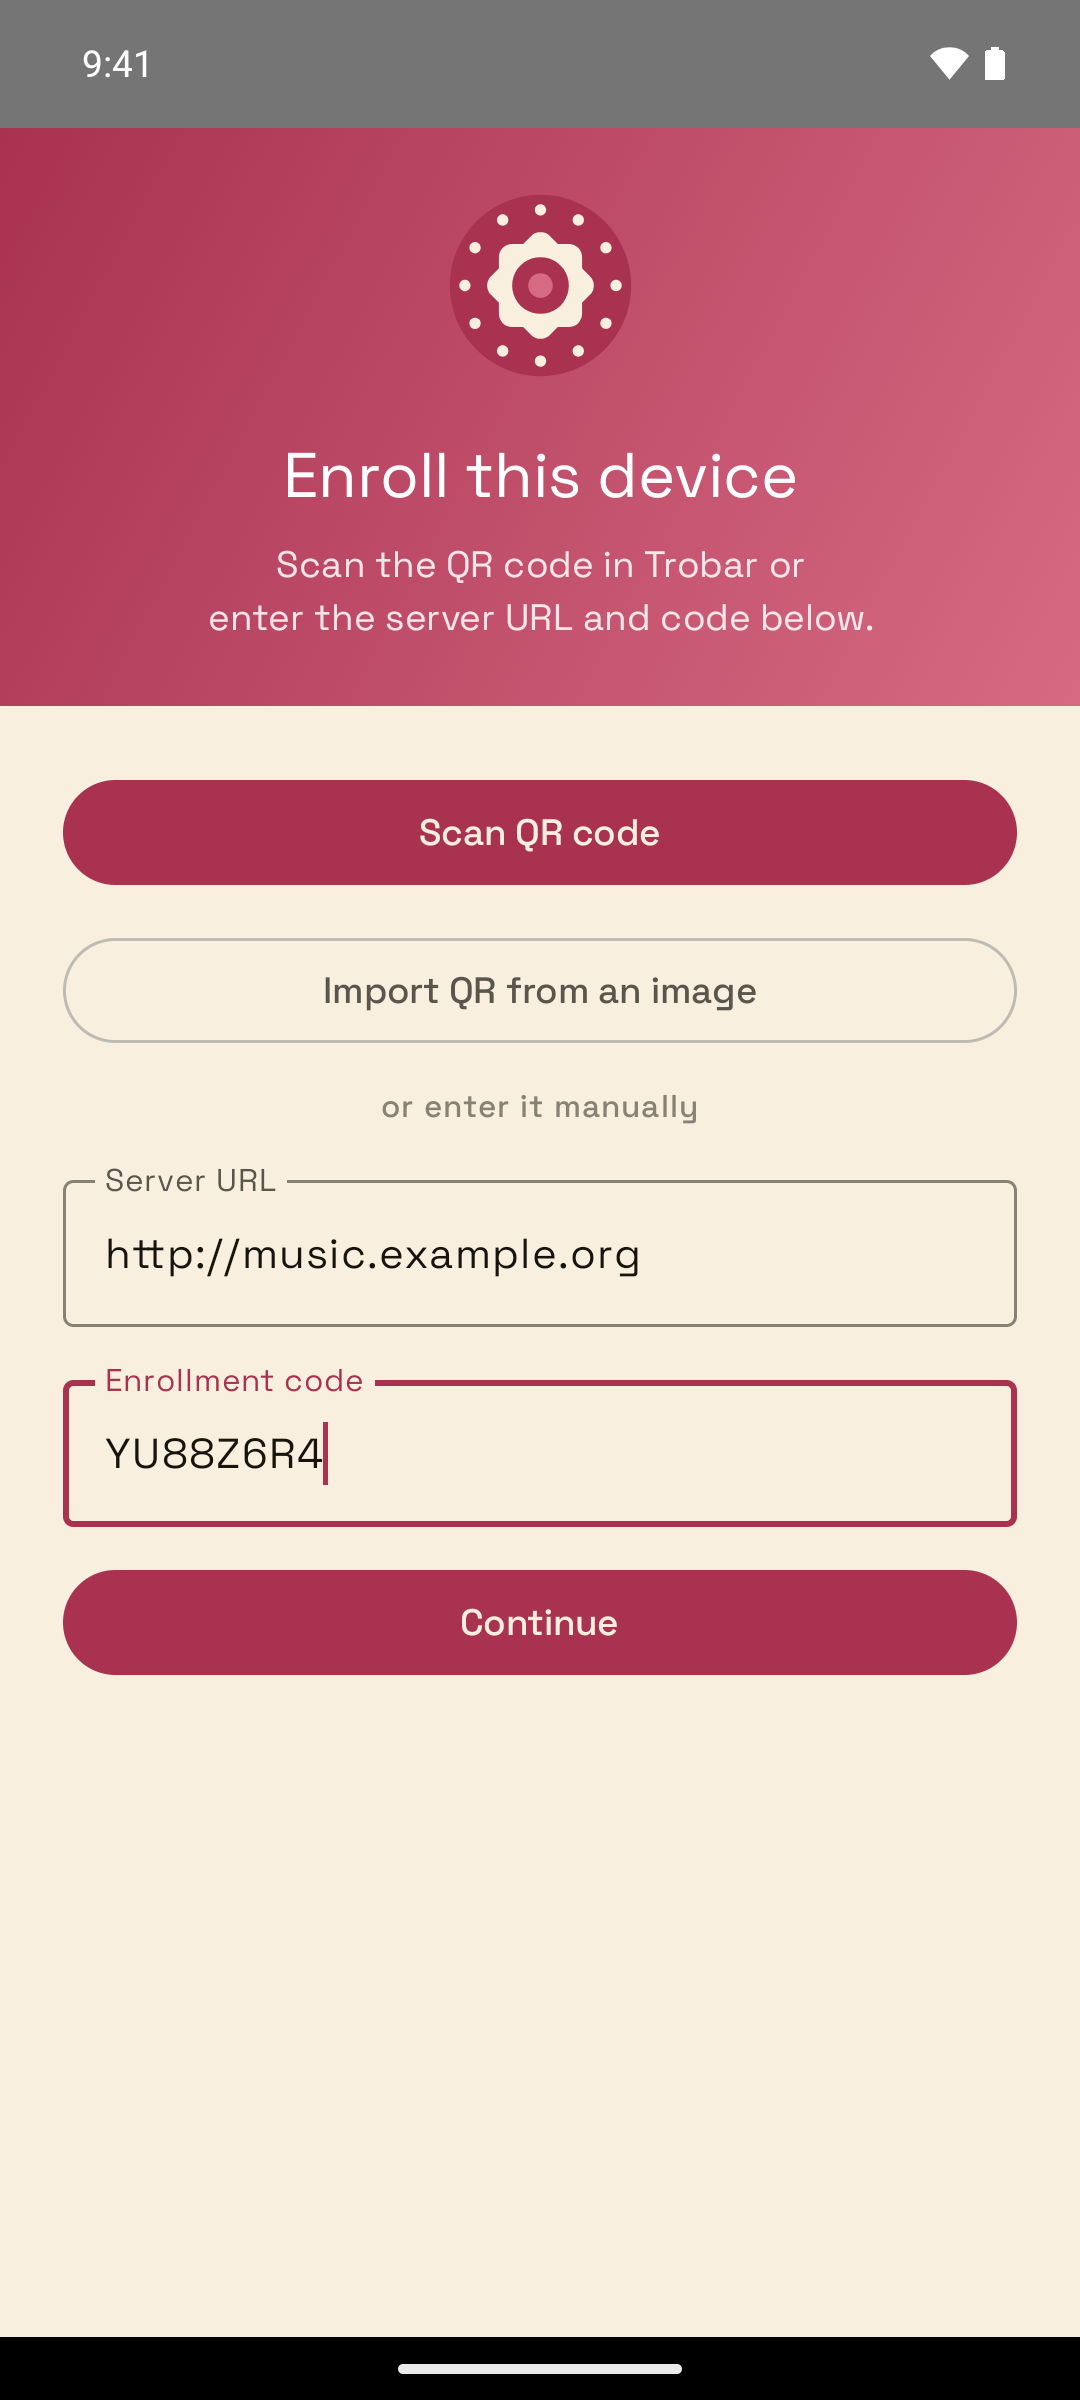 9:41
Enroll this device
Scan the QR code in Trobar or
enter the server URL and code below.
Scan QR code
Import QR from an image
or enter it manually
Server URL
http://music.example.org
Enrollment code
YU88Z6R4
Continue